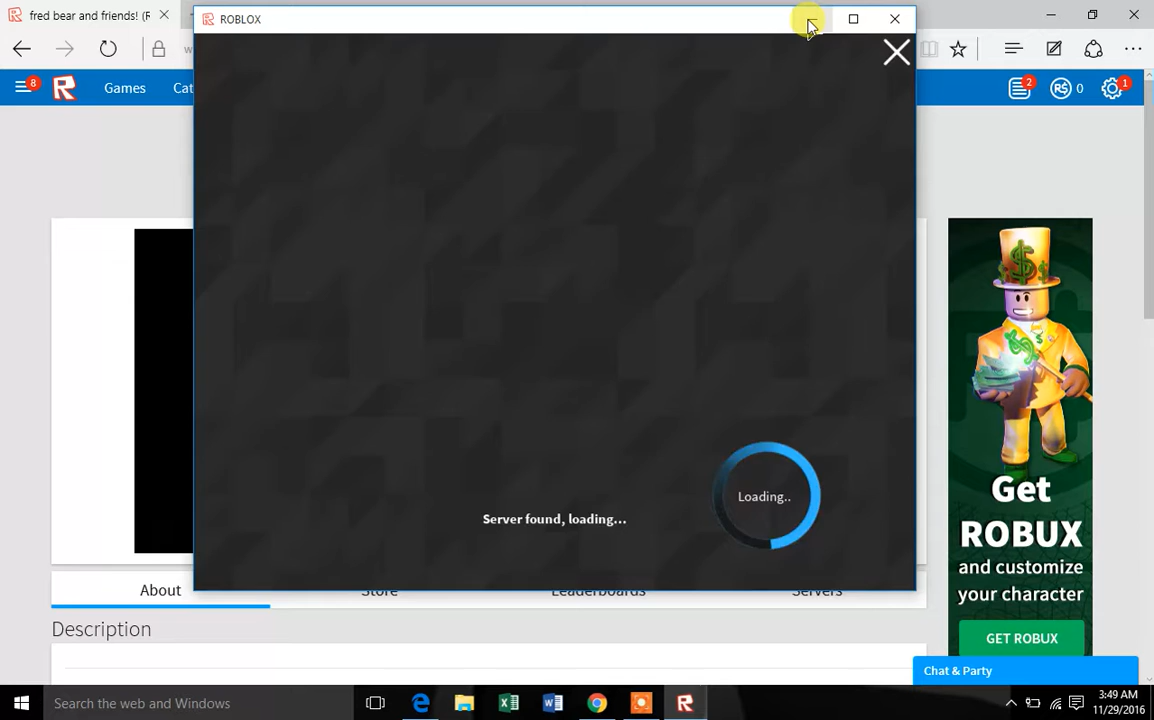 fred bear and friends! (R
ROBLOX
8
Games
Cat
2
R$ 0
1
Server found, loading...
Loading..
$
Get
ROBUX
and customize
your character
GET ROBUX
About
Store
Leaderboards
Servers
Description
Chat & Party
Search the web and Windows
3:49 AM
11/29/2016